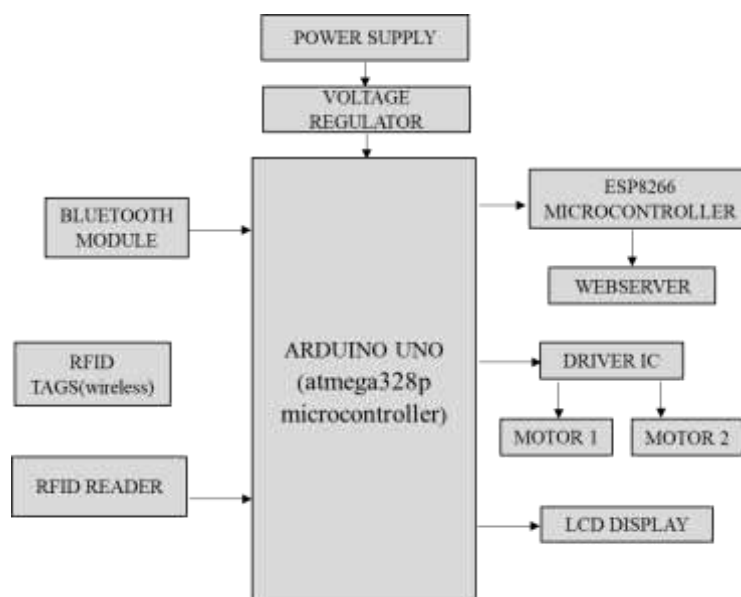 POWER SUPPLY
VOLTAGE
REGULATOR
BLUETOOTH
MODULE
RFID
TAGS(wireless)
RFID READER
ARDUINO UNO
(atmega328p
microcontroller)
ESP8266
MICROCONTROLLER
WEBSERVER
DRIVER IC
MOTOR 1
MOTOR 2
LCD DISPLAY